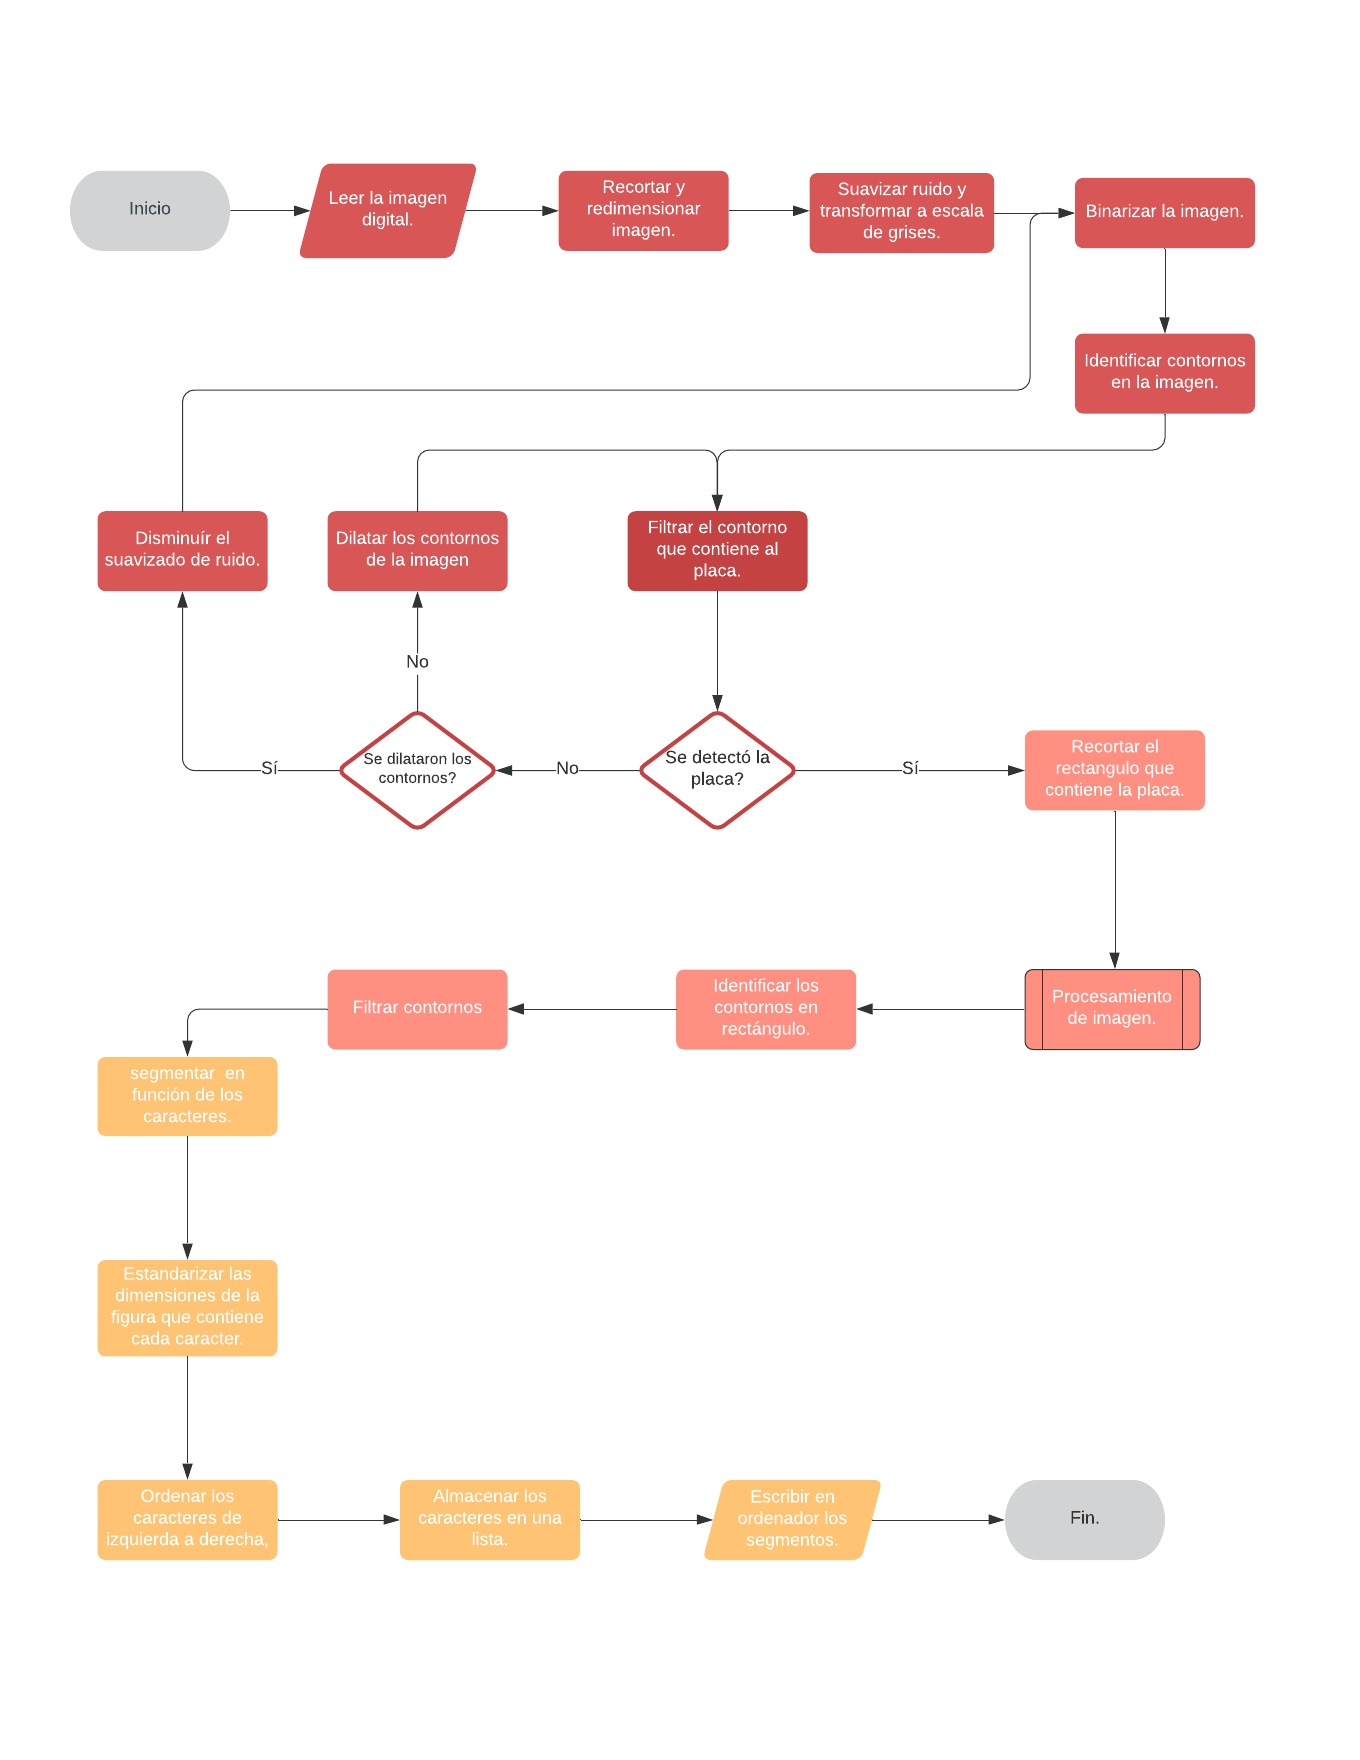 Inicio
Leer la imagen
digital.
Recortar y
redimensionar
imagen.
Suavizar ruido y
transformar a escala
de grises.
Binarizar la imagen.
Identificar contornos
en la imagen.
Disminuír el
suavizado de ruido.
Dilatar los contornos
de la imagen
Filtrar el contorno
que contiene al
placa.
No
Sí
Se dilataron los
contornos?
No
Se detectó la
placa?
Sí
Recortar el
rectangulo que
contiene la placa.
Procesamiento
de imagen.
Identificar los
contornos en
rectángulo.
Filtrar contornos
segmentar  en
función de los
caracteres.
Estandarizar las
dimensiones de la
figura que contiene
cada caracter.
Ordenar los
caracteres de
izquierda a derecha,
Almacenar los
caracteres en una
lista.
Escribir en
ordenador los
segmentos.
Fin.